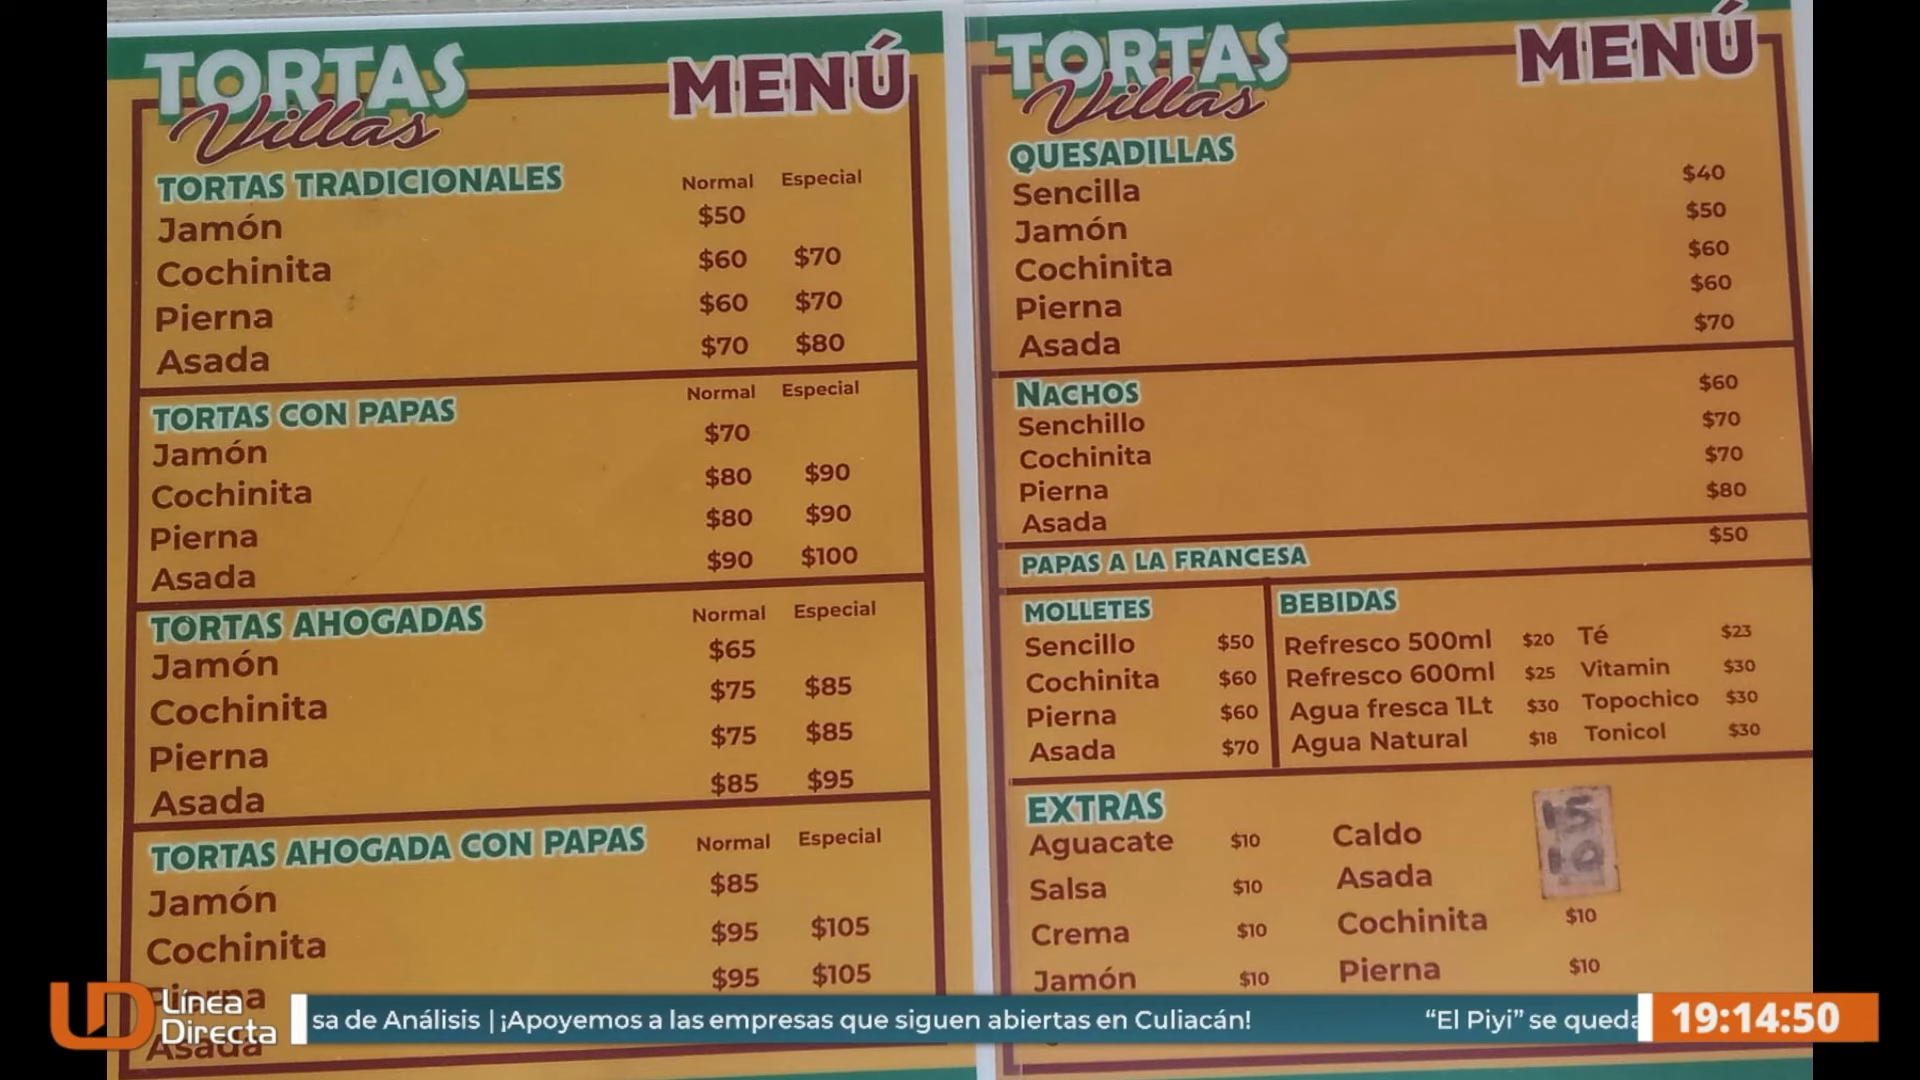 TORTAS
Villas
MENÚ
TORTAS TRADICIONALES Normal Especial
Jamón $50
Cochinita $60 $70
Pierna $60 $70
Asada $70 $80
TORTAS CON PAPAS Normal Especial
Jamón $70
Cochinita $80 $90
Pierna $80 $90
Asada $90 $100
TORTAS AHOGADAS Normal Especial
Jamón $65
Cochinita $75 $85
Pierna $75 $85
Asada $85 $95
TORTAS AHOGADA CON PAPAS Normal Especial
Jamón $85
Cochinita $95 $105
Pierna $95 $105
Asada
TORTAS
Villas
MENÚ
QUESADILLAS
Sencilla $40
Jamón $50
Cochinita $60
Pierna $60
Asada $70
NACHOS
Senchillo $60
Cochinita $70
Pierna $70
Asada $80
PAPAS A LA FRANCESA $50
MOLLETES
Sencillo $50
Cochinita $60
Pierna $60
Asada $70
BEBIDAS
Refresco 500ml $20 Té $23
Refresco 600ml $25 Vitamin $30
Agua fresca 1Lt $30 Topochico $30
Agua Natural $18 Tonicol $30
EXTRAS
Aguacate $10 Caldo
Salsa $10 Asada
Crema $10 Cochinita $10
Jamón $10 Pierna $10
LD Línea
Directa
sa de Análisis | ¡Apoyemos a las empresas que siguen abiertas en Culiacán! “El Piyi” se queda
19:14:50